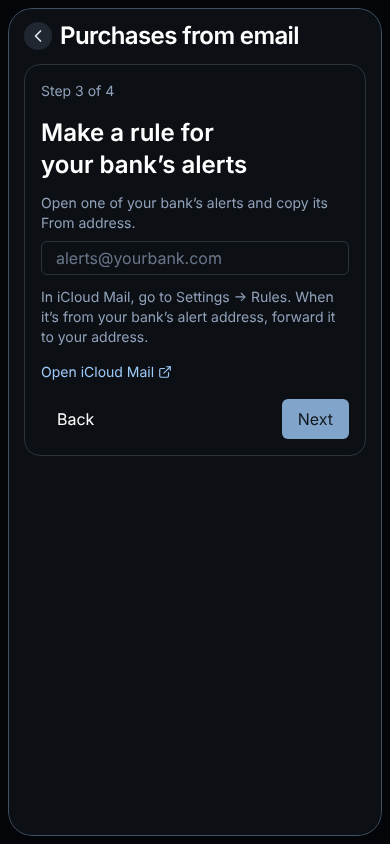 Purchases from email
Step 3 of 4
Make a rule for
your bank’s alerts
Open one of your bank’s alerts and copy its
From address.
alerts@yourbank.com
In iCloud Mail, go to Settings → Rules. When
it’s from your bank’s alert address, forward it
to your address.
Open iCloud Mail
Back
Next